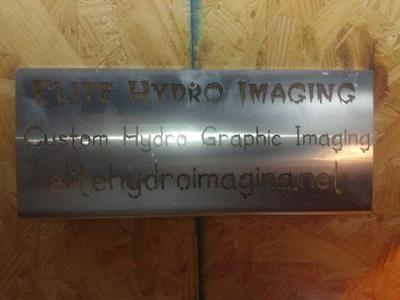 Elite Hydro Imaging
Custom Hydro Graphic Imaging
elitehydroimaging.net